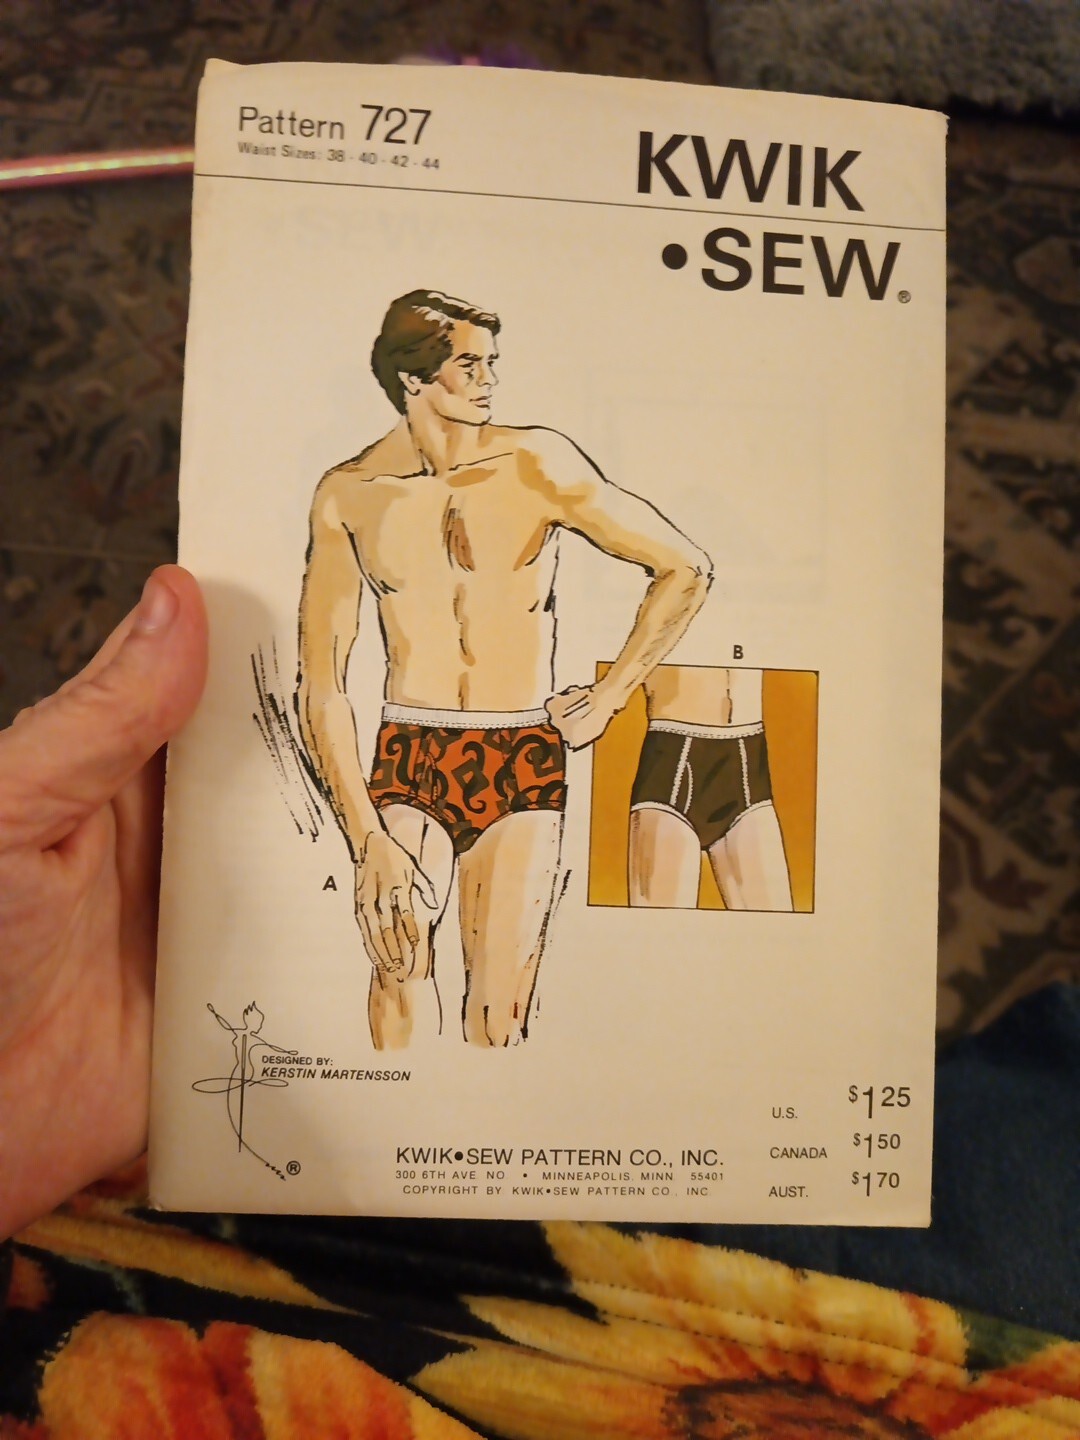 Pattern 727
Waist Sizes: 38 - 40 - 42 - 44
KWIK
•SEW®
B
A
DESIGNED BY:
KERSTIN MARTENSSON
®
U.S. $1 25
CANADA $1 50
AUST. $1 70
KWIK•SEW PATTERN CO., INC.
300 6TH AVE NO • MINNEAPOLIS, MINN 55401
COPYRIGHT BY KWIK•SEW PATTERN CO., INC.